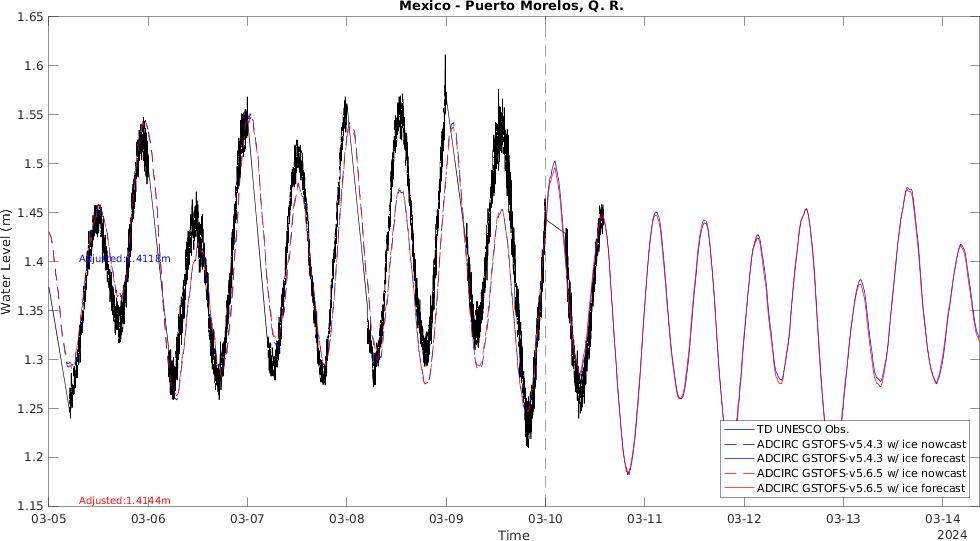 Mexico - Puerto Morelos, Q. R.
1.65
1.6
1.55
1.5
1.45
1.4
1.35
1.3
1.25
1.2
1.15
Water Level (m)
Adjusted:1.4118m
Adjusted:1.4144m
TD UNESCO Obs.
ADCIRC GSTOFS-v5.4.3 w/ ice nowcast
ADCIRC GSTOFS-v5.4.3 w/ ice forecast
ADCIRC GSTOFS-v5.6.5 w/ ice nowcast
ADCIRC GSTOFS-v5.6.5 w/ ice forecast
03-05 03-06 03-07 03-08 03-09 03-10 03-11 03-12 03-13 03-14
Time
2024